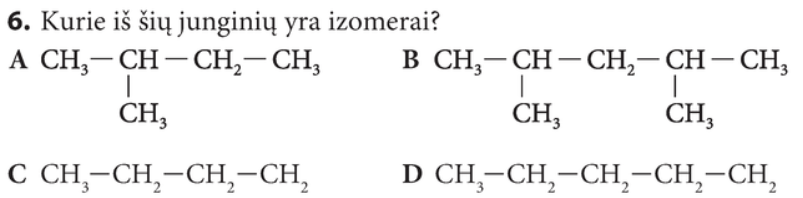 6. Kurie iš šių junginių yra izomerai?
A CH₃—CH—CH₂—CH₃ B CH₃—CH—CH₂—CH—CH₃
CH₃ CH₃ CH₃
C CH₃—CH₂—CH₂—CH₂ D CH₃—CH₂—CH₂—CH₂—CH₂